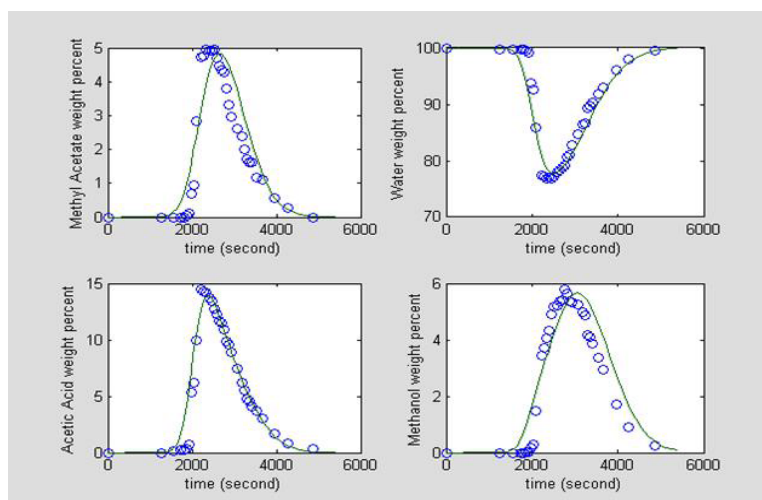 Methyl Acetate weight percent
5
4
3
2
1
0
0 2000 4000 6000
time (second)
Water weight percent
100
90
80
70
0 2000 4000 6000
time (second)
Acetic Acid weight percent
15
10
5
0
0 2000 4000 6000
time (second)
Methanol weight percent
6
4
2
0
0 2000 4000 6000
time (second)